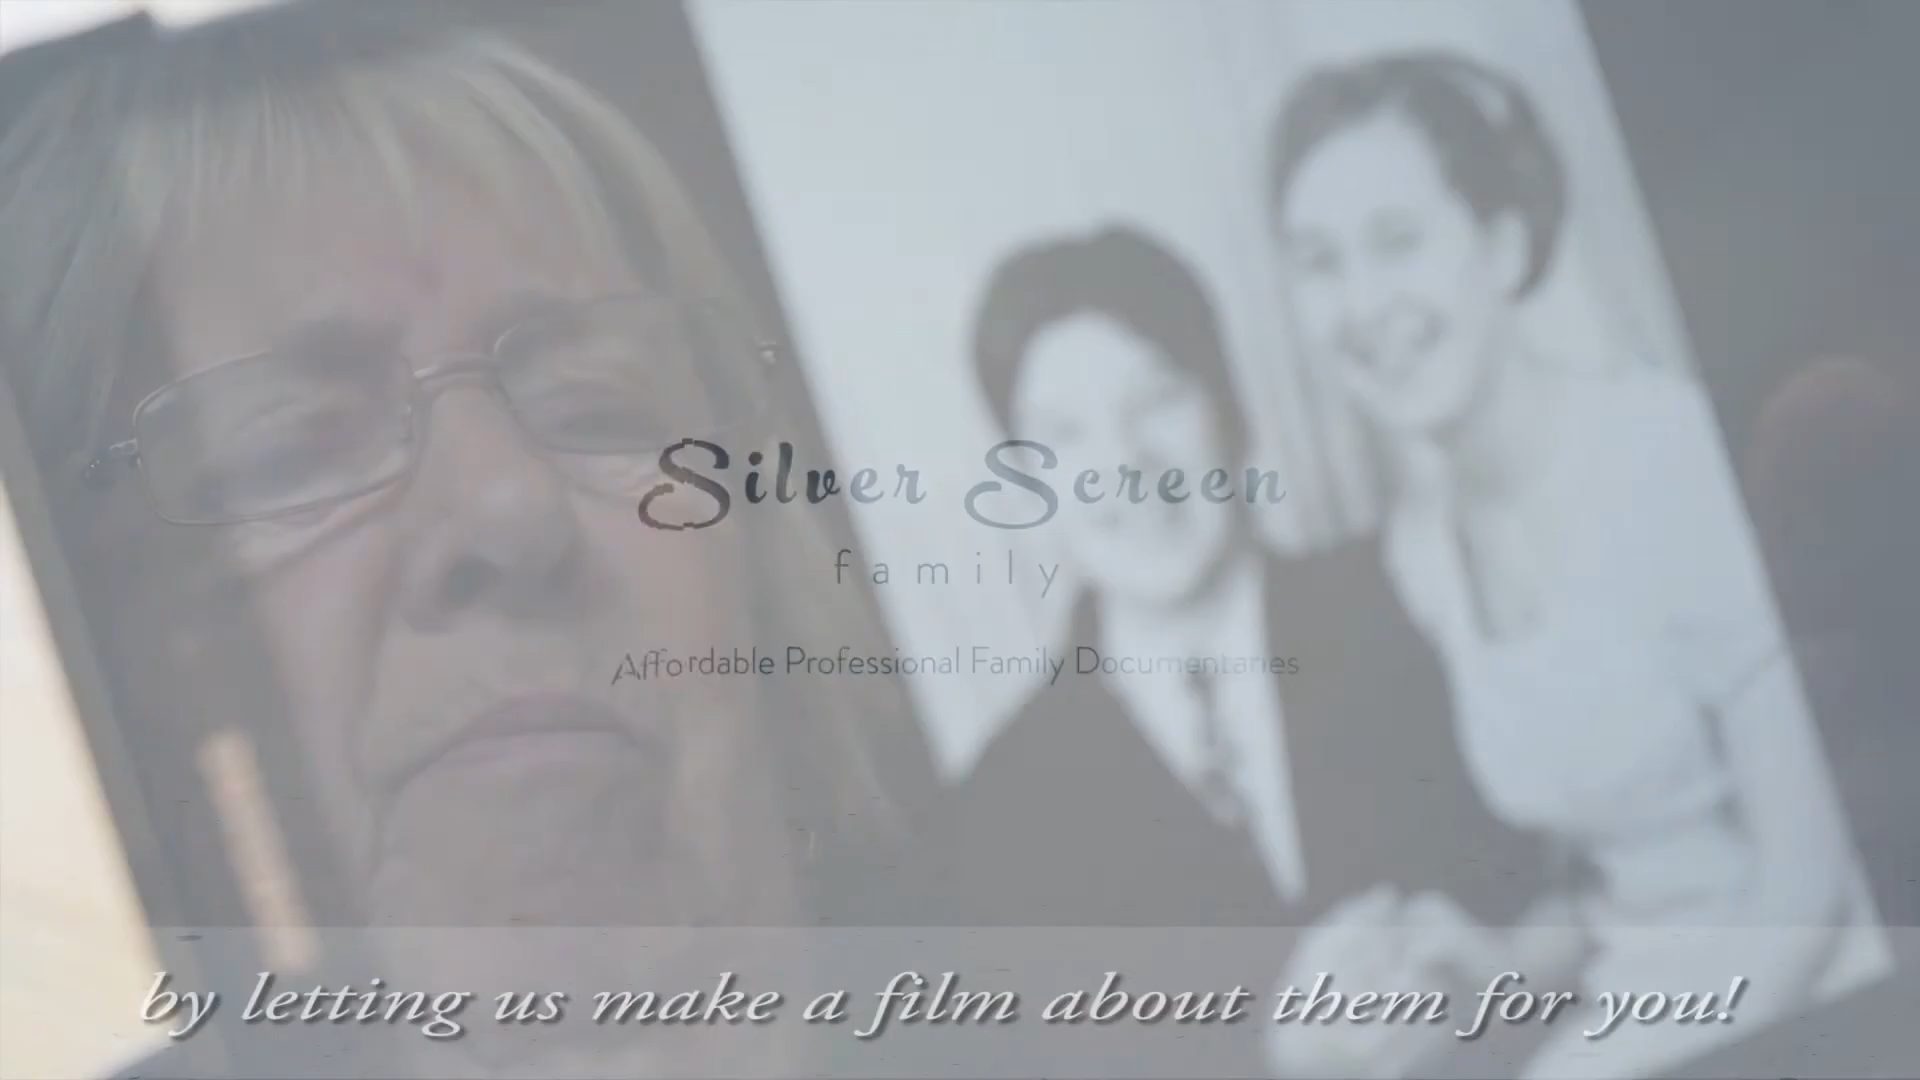 Silver Screen
family
Affordable Professional Family Documentaries
by letting us make a film about them for you!